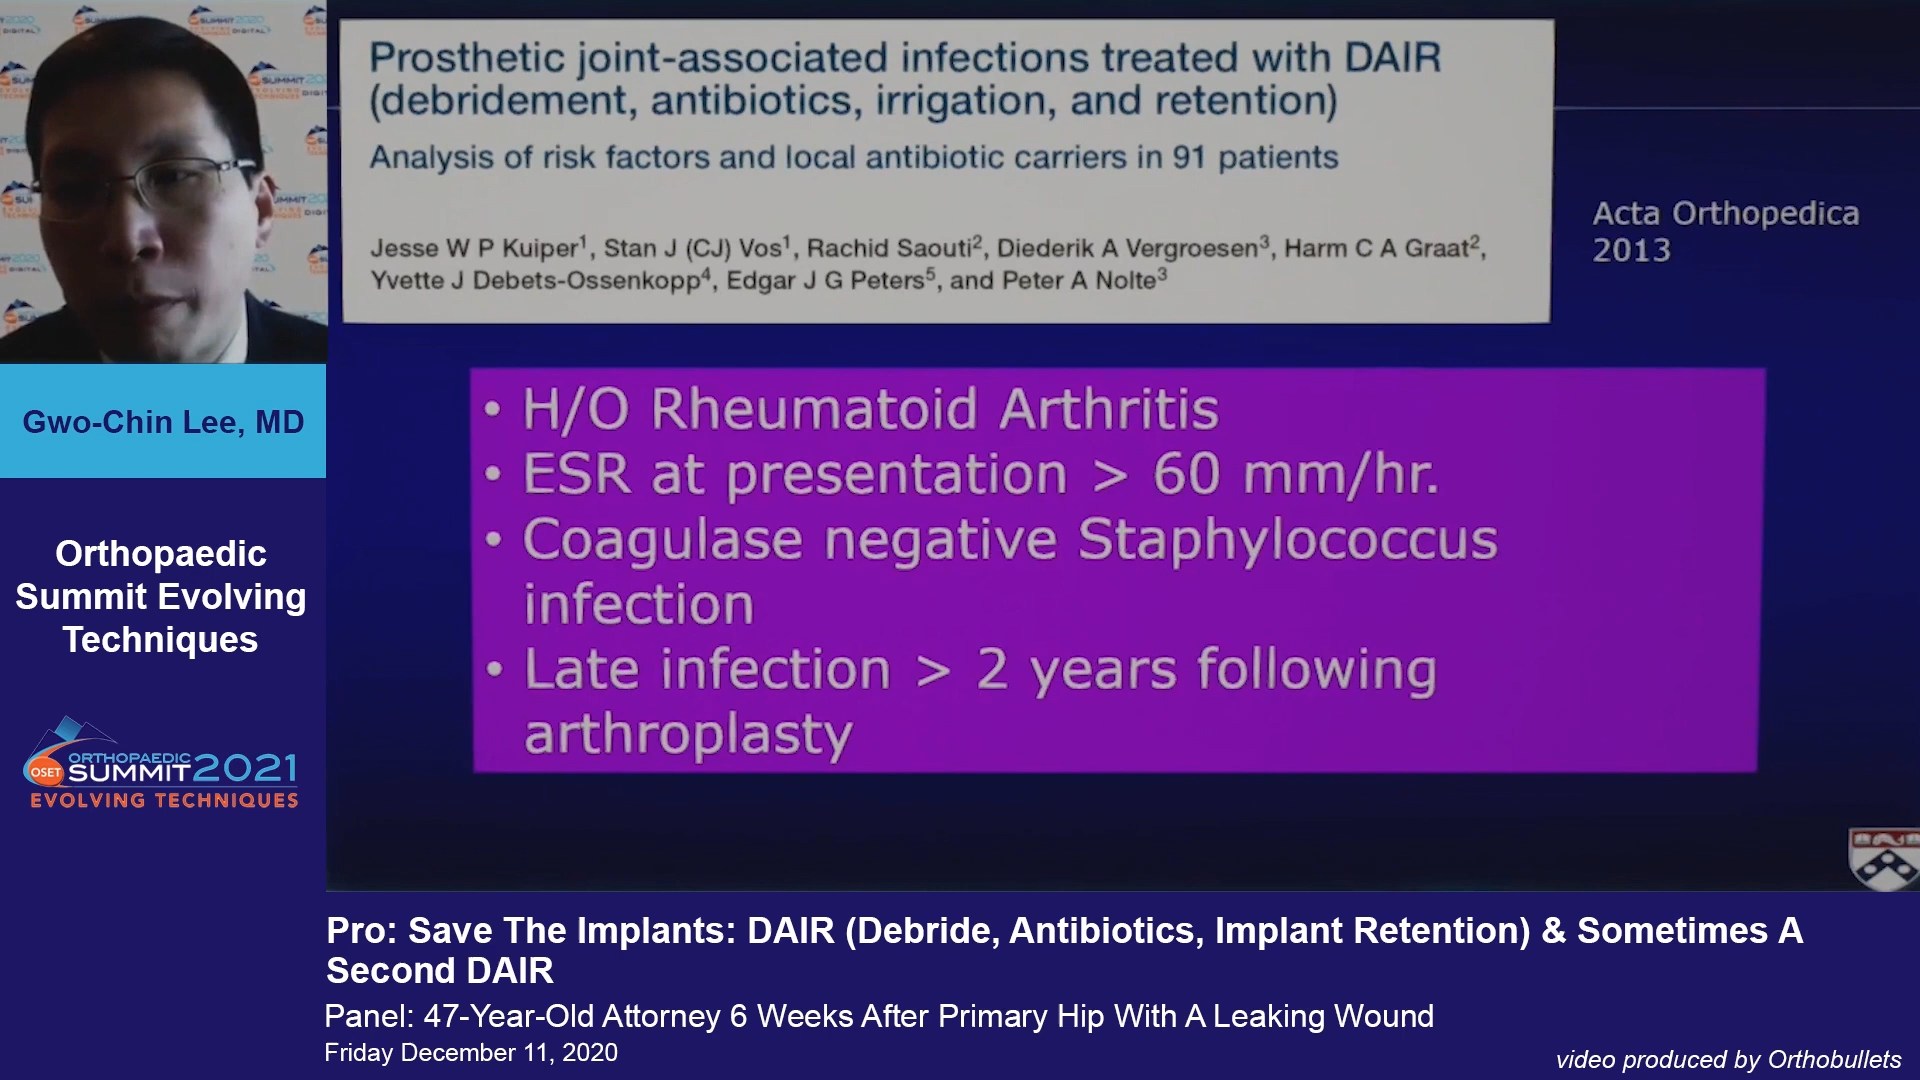 Prosthetic joint-associated infections treated with DAIR
(debridement, antibiotics, irrigation, and retention)
Analysis of risk factors and local antibiotic carriers in 91 patients
Jesse W P Kuiper1, Stan J (CJ) Vos1, Rachid Saouti2, Diederik A Vergroesen3, Harm C A Graat2,
Yvette J Debets-Ossenkopp4, Edgar J G Peters5, and Peter A Nolte3
Acta Orthopedica
2013
• H/O Rheumatoid Arthritis
• ESR at presentation > 60 mm/hr.
• Coagulase negative Staphylococcus
infection
• Late infection > 2 years following
arthroplasty
Gwo-Chin Lee, MD
Orthopaedic
Summit Evolving
Techniques
OSET
ORTHOPAEDIC
SUMMIT 2021
EVOLVING TECHNIQUES
Pro: Save The Implants: DAIR (Debride, Antibiotics, Implant Retention) & Sometimes A
Second DAIR
Panel: 47-Year-Old Attorney 6 Weeks After Primary Hip With A Leaking Wound
Friday December 11, 2020
video produced by Orthobullets